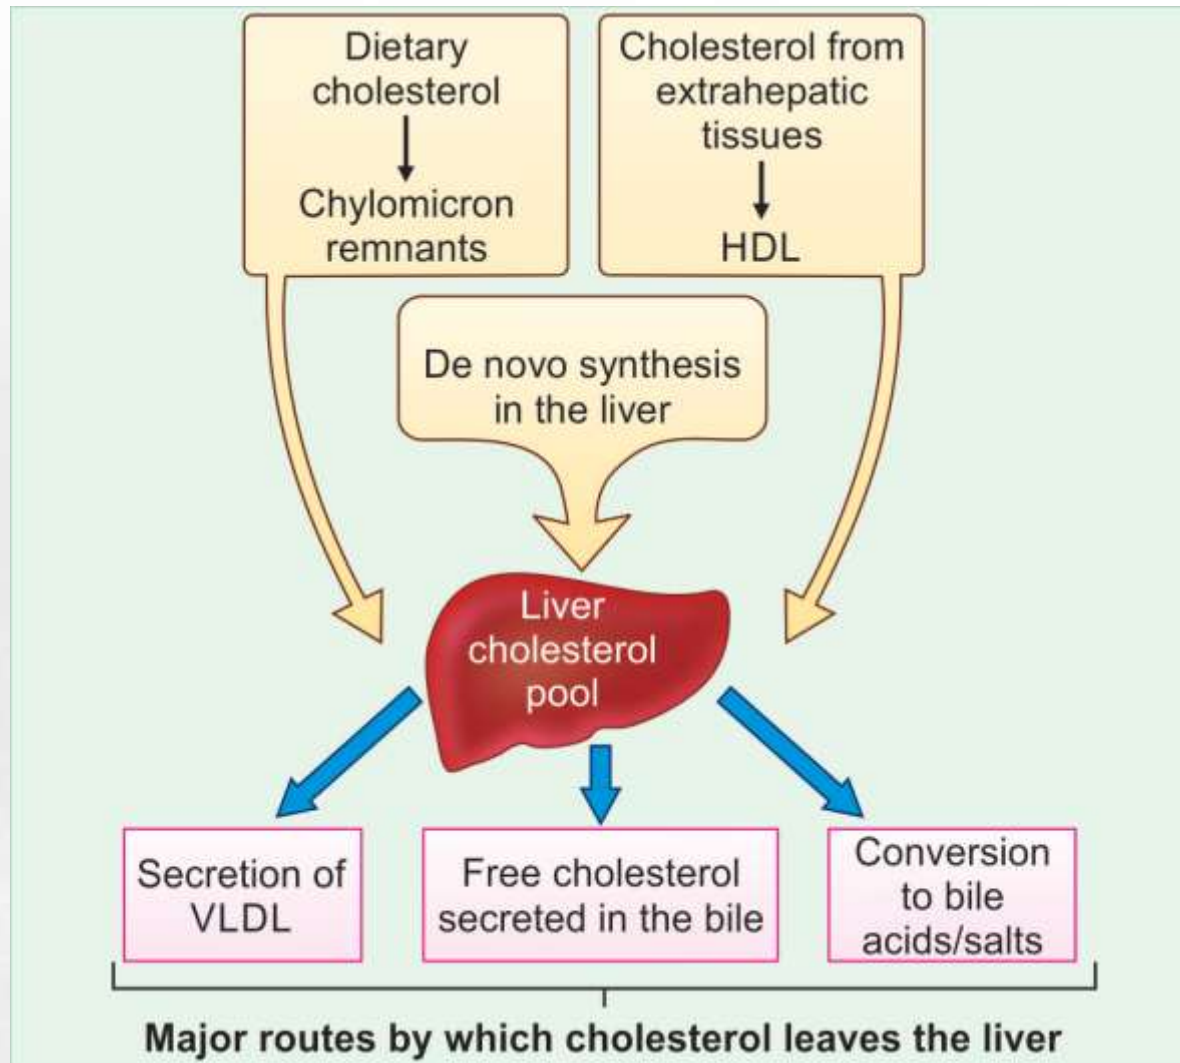 Dietary
cholesterol
Chylomicron
remnants
Cholesterol from
extrahepatic
tissues
HDL
De novo synthesis
in the liver
Liver
cholesterol
pool
Secretion of
VLDL
Free cholesterol
secreted in the bile
Conversion
to bile
acids/salts
Major routes by which cholesterol leaves the liver